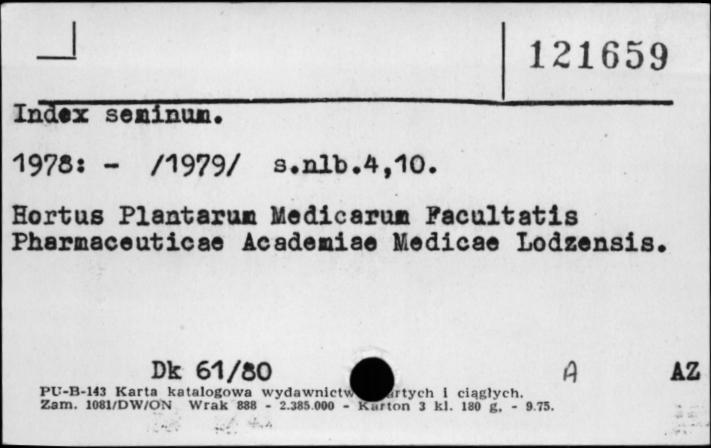 121659
Index seminum.
1978: - /1979/ s.nlb.4,10.
Hortus Plantarum Medicarum Facultatis
Pharmaceuticae Academiae Medicae Lodzensis.
Dk 61/80 A AZ
PU-B-143 Karta katalogowa wydawnictw rtych i ciągłych.
Zam. 1081/DW/ON Wrak 888 - 2.385.000 - Karton 3 kl. 180 g. - 9.75.